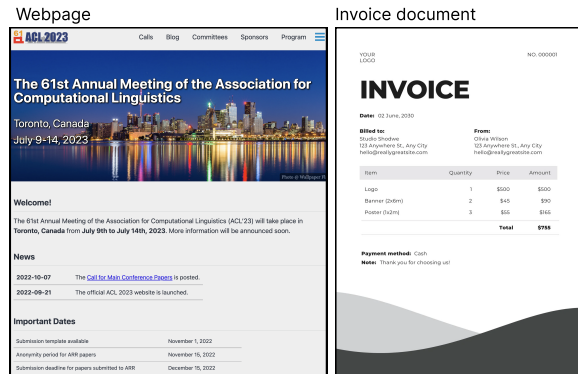 Webpage
Invoice document
61 ACL 2023
Calls Blog Committees Sponsors Program
The 61st Annual Meeting of the Association for
Computational Linguistics
Toronto, Canada
July 9-14, 2023
Welcome!
The 61st Annual Meeting of the Association for Computational Linguistics (ACL'23) will take place in
Toronto, Canada from July 9th to July 14th, 2023. More information will be announced soon.
News
2022-10-07 The Call for Main Conference Papers is posted.
2022-09-21 The official ACL 2023 website is launched.
Important Dates
Submission template available November 1, 2022
Anonymity period for ARR papers November 15, 2022
Submission deadline for papers submitted to ARR December 15, 2022
YOUR
LOGO
NO. 000001
INVOICE
Date: 02 June, 2030
Billed to:
Studio Shodwe
123 Anywhere St., Any City
hello@reallygreatsite.com
From:
Olivia Wilson
123 Anywhere St., Any City
hello@reallygreatsite.com
Item Quantity Price Amount
Logo 1 $500 $500
Banner (2x6m) 2 $45 $90
Poster (1x2m) 3 $55 $165
Total $755
Payment method: Cash
Note: Thank you for choosing us!